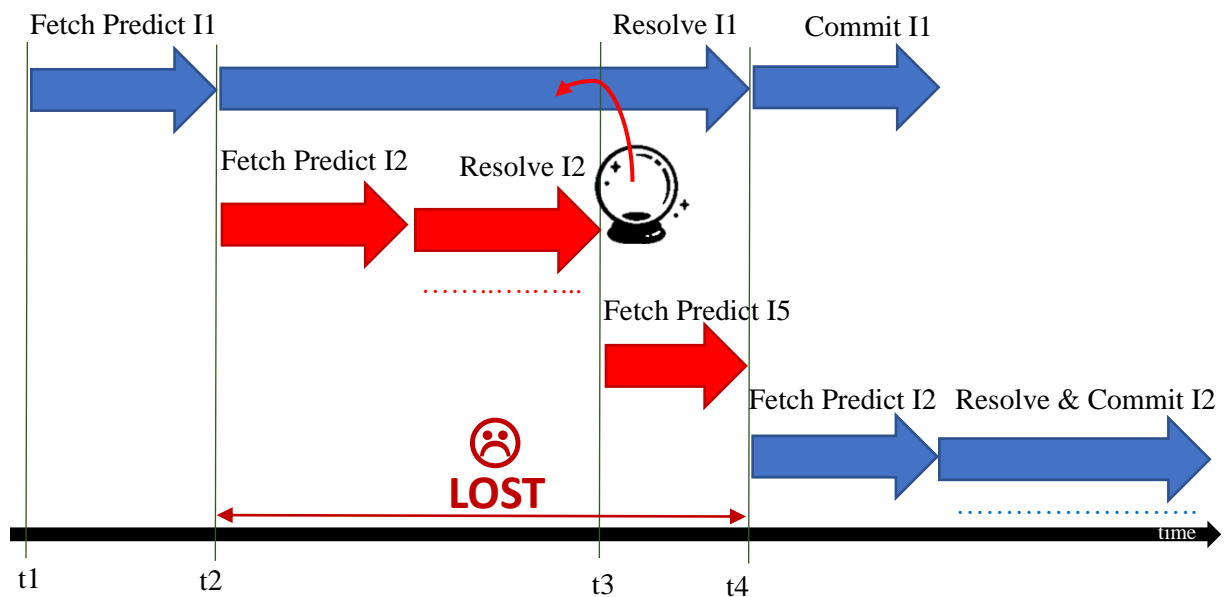 Fetch Predict I1
Resolve I1
Commit I1
Fetch Predict I2
Resolve I2
Fetch Predict I5
Fetch Predict I2
Resolve & Commit I2
LOST
time
t1
t2
t3
t4